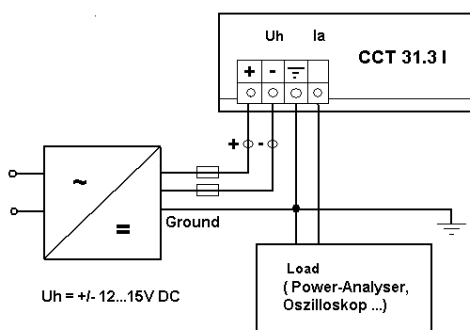 Uh Ia
CCT 31.3 I
+ -
+ -
~
=
Ground
Uh = +/- 12...15V DC
Load
( Power-Analyser,
Oszilloskop ...)